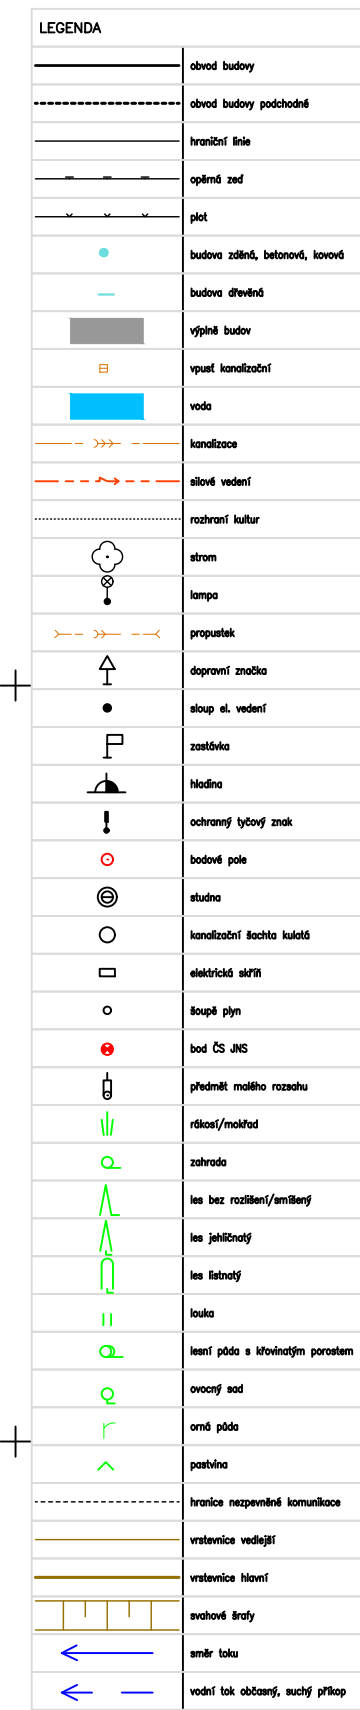 LEGENDA
obvod budovy
obvod budovy podchodné
hraniční linie
opěrná zeď
plot
budova zděná, betonová, kovová
budova dřevěná
výplně budov
vpusť kanalizační
voda
kanalizace
silové vedení
rozhraní kultur
strom
lampa
propustek
dopravní značka
sloup el. vedení
zastávka
hladina
ochranný tyčový znak
bodové pole
studna
kanalizační šachta kulatá
elektrická skříň
šoupě plyn
bod ČS JNS
předmět malého rozsahu
rákosí/mokřad
zahrada
les bez rozlišení/smíšený
les jehličnatý
les listnatý
louka
lesní půda s křovinatým porostem
ovocný sad
orná půda
pastvina
hranice nezpevněné komunikace
vrstevnice vedlejší
vrstevnice hlavní
svahové šrafy
směr toku
vodní tok občasný, suchý příkop